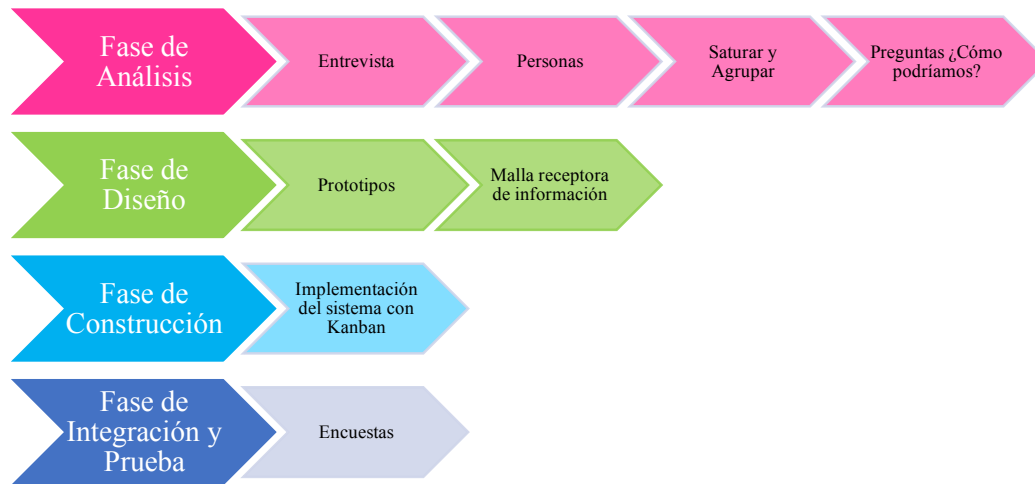 Fase de
Análisis
Entrevista
Personas
Saturar y
Agrupar
Preguntas ¿Cómo
podríamos?
Fase de
Diseño
Prototipos
Malla receptora
de información
Fase de
Construcción
Implementación
del sistema con
Kanban
Fase de
Integración y
Prueba
Encuestas